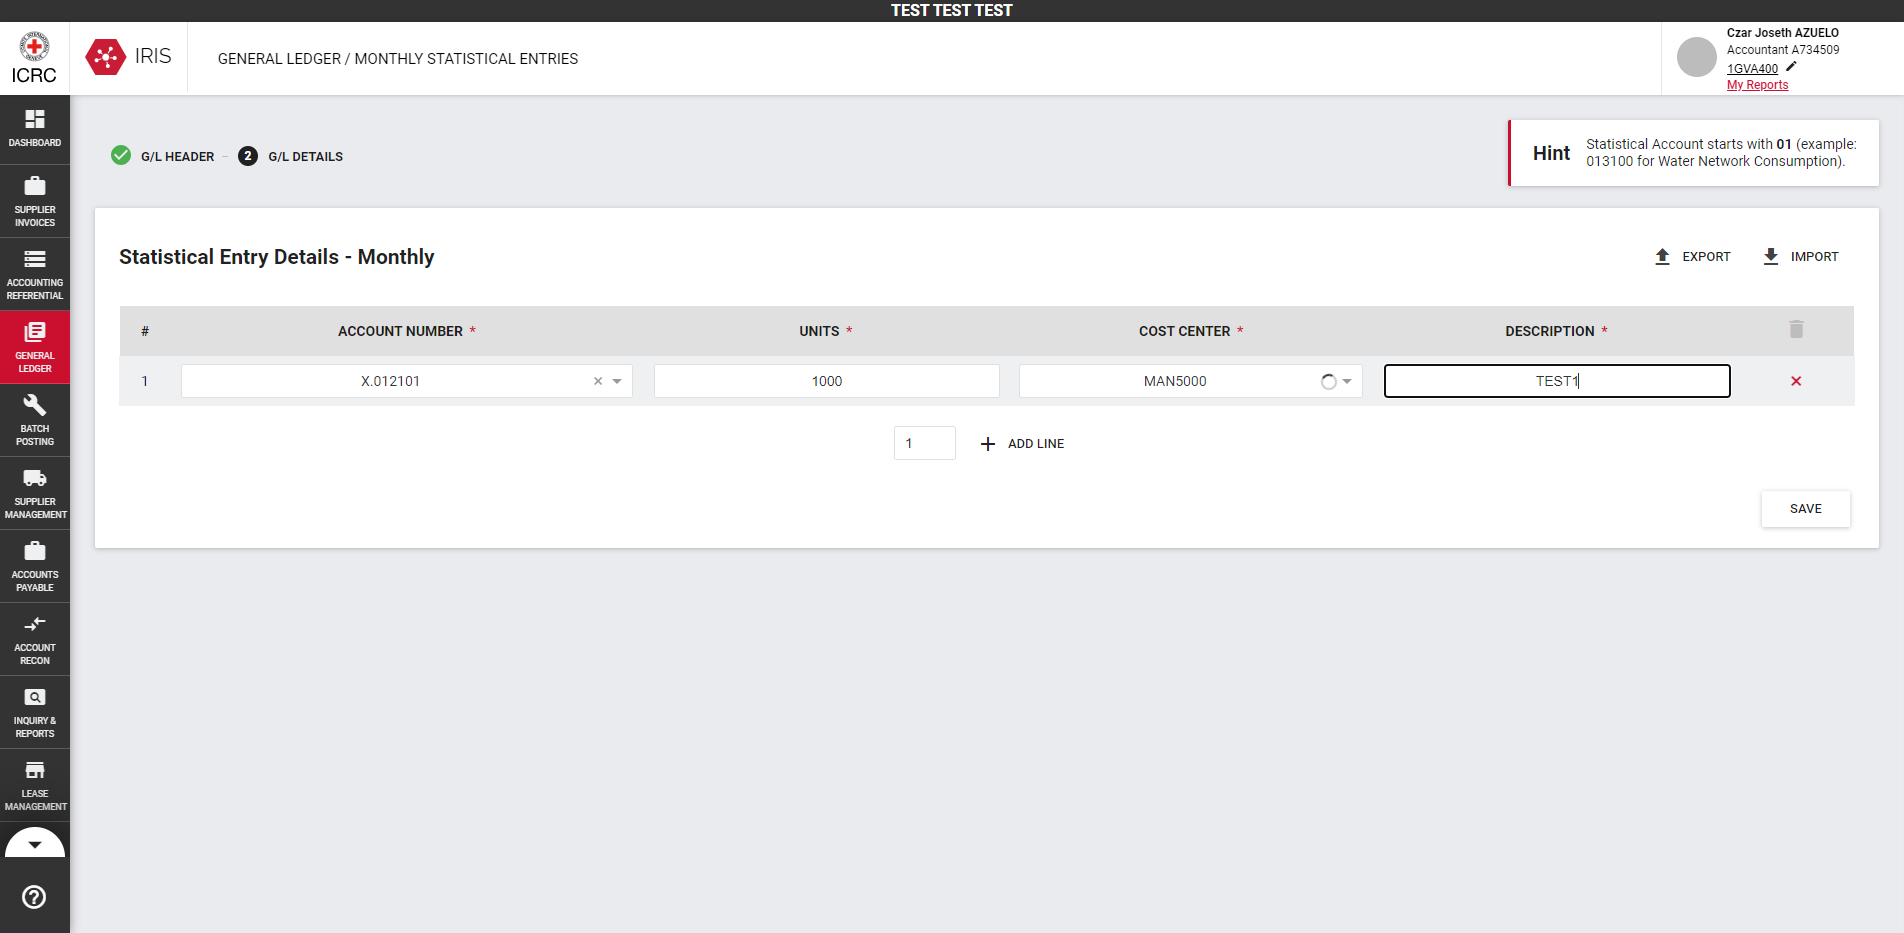 TEST TEST TEST
ICRC
IRIS
GENERAL LEDGER / MONTHLY STATISTICAL ENTRIES
Czar Joseth AZUELO
Accountant A734509
1GVA400
My Reports
DASHBOARD
SUPPLIER
INVOICES
ACCOUNTING
REFERENTIAL
GENERAL
LEDGER
BATCH
POSTING
SUPPLIER
MANAGEMENT
ACCOUNTS
PAYABLE
ACCOUNT
RECON
INQUIRY &
REPORTS
LEASE
MANAGEMENT
G/L HEADER
2 G/L DETAILS
Hint
Statistical Account starts with 01 (example:
013100 for Water Network Consumption).
Statistical Entry Details - Monthly
EXPORT
IMPORT
# ACCOUNT NUMBER * UNITS * COST CENTER * DESCRIPTION *
1 X.012101 1000 MAN5000 TEST1
1 ADD LINE
SAVE